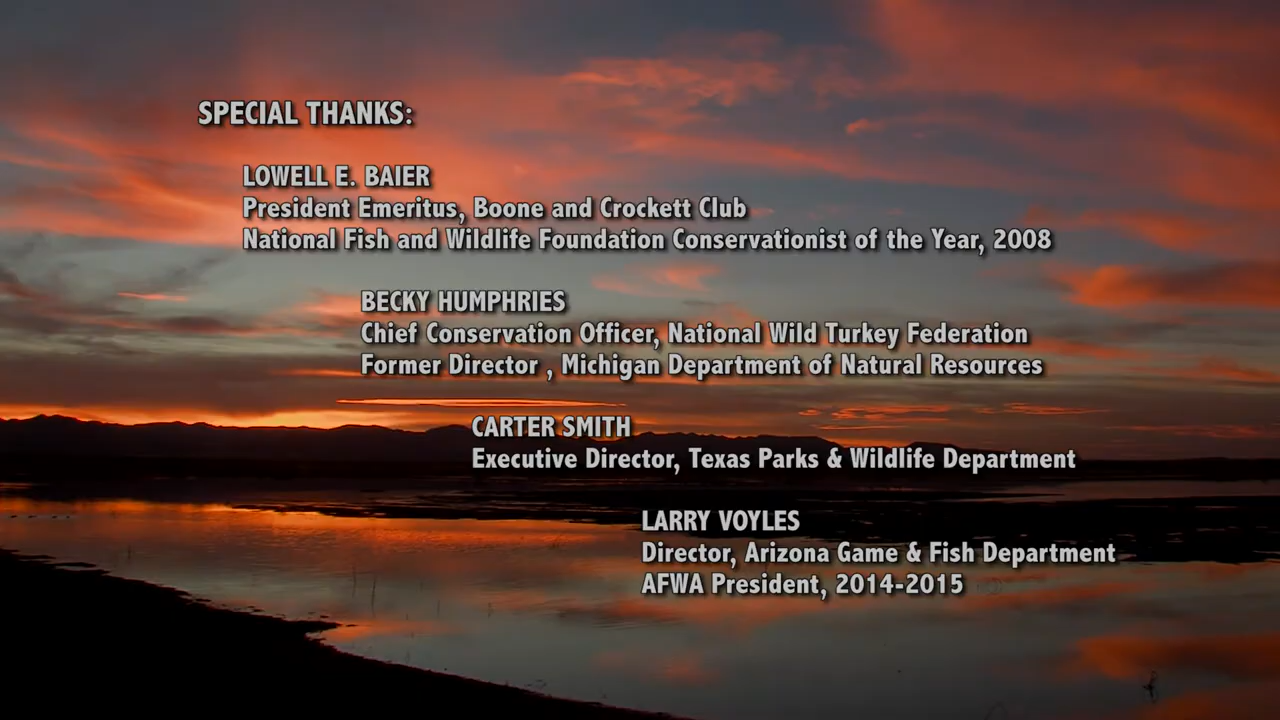 SPECIAL THANKS:
LOWELL E. BAIER
President Emeritus, Boone and Crockett Club
National Fish and Wildlife Foundation Conservationist of the Year, 2008
BECKY HUMPHRIES
Chief Conservation Officer, National Wild Turkey Federation
Former Director , Michigan Department of Natural Resources
CARTER SMITH
Executive Director, Texas Parks & Wildlife Department
LARRY VOYLES
Director, Arizona Game & Fish Department
AFWA President, 2014-2015